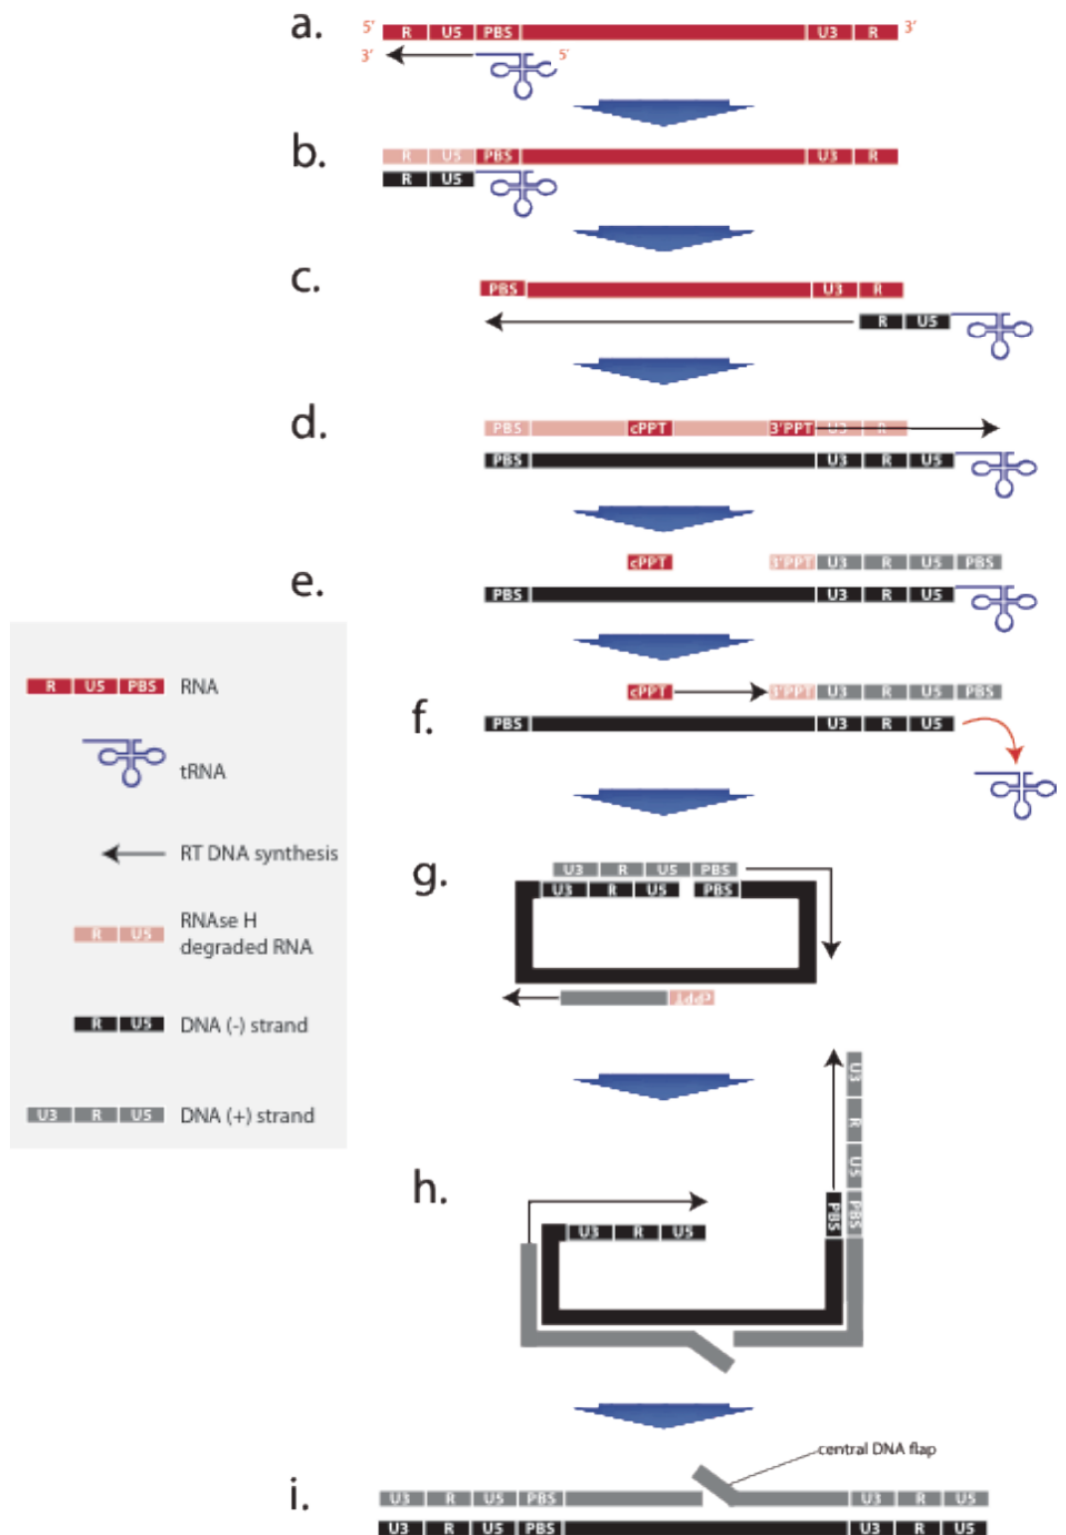 a.
5' R U5 PBS U3 R 3'
3' 5'
b.
R U5 PBS U3 R
R U5
c.
PBS U3 R
R U5
d.
PBS cPPT 3'PPT U3 R
PBS U3 R U5
e.
cPPT 3'PPT U3 R U5 PBS
PBS U3 R U5
f.
cPPT 3'PPT U3 R U5 PBS
PBS U3 R U5
R U5 PBS RNA
tRNA
RT DNA synthesis
R U5 RNAse H
degraded RNA
R U5 DNA (-) strand
U3 R U5 DNA (+) strand
g.
U3 R U5 PBS
U3 R U5 PBS
cPPT
h.
U3 R U5 PBS
PBS
U3 R U5
i.
central DNA flap
U3 R U5 PBS U3 R U5
U3 R U5 PBS U3 R U5